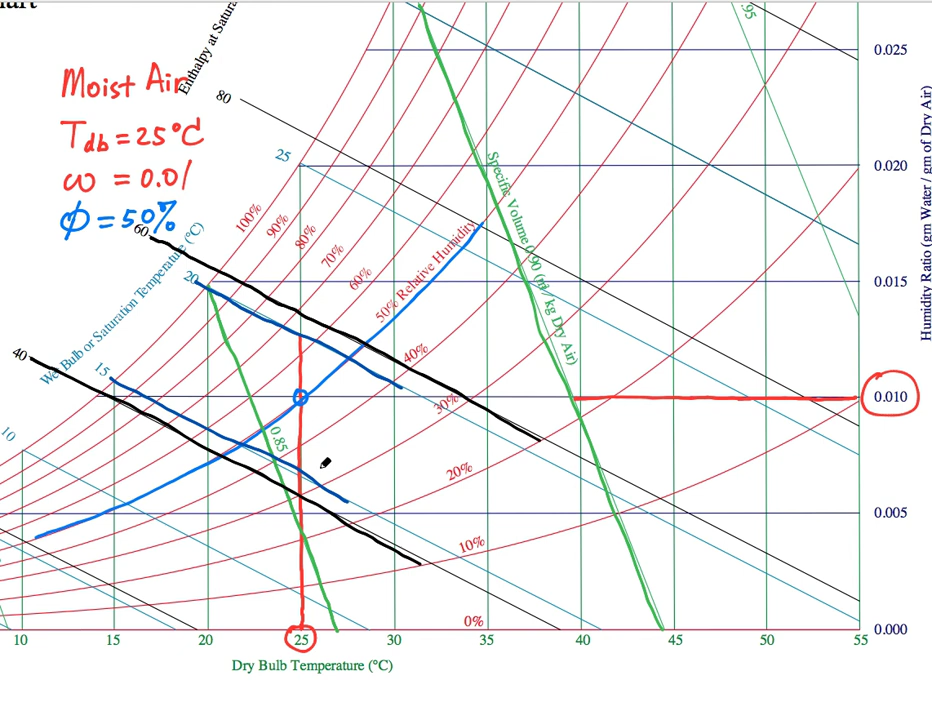 Enthalpy at Satura
Moist Air
T db = 25°C
ω = 0.01
ϕ = 50%
80
60
40
25
20
15
10
Wet Bulb or Saturation Temperature (°C)
100%
90%
80%
70%
60%
50% Relative Humidity
40%
30%
20%
10%
0%
Specific Volume 0.90 (m³/kg Dry Air)
0.85
.95
0.025
0.020
0.015
0.010
0.005
0.000
Humidity Ratio (gm Water / gm of Dry Air)
10 15 20 25 30 35 40 45 50 55
Dry Bulb Temperature (°C)